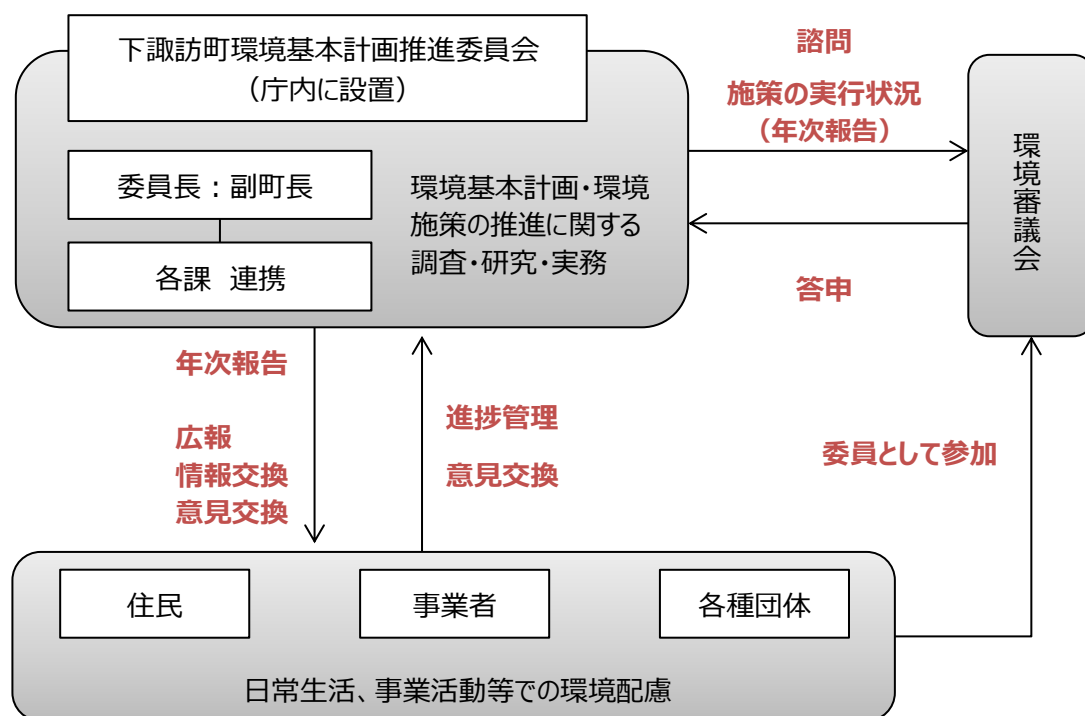 下諏訪町環境基本計画推進委員会
（庁内に設置）
委員長：副町長
各課 連携
環境基本計画・環境
施策の推進に関する
調査・研究・実務
諮問
施策の実行状況
（年次報告）
答申
環境審議会
年次報告
広報
情報交換
意見交換
進捗管理
意見交換
委員として参加
住民
事業者
各種団体
日常生活、事業活動等での環境配慮